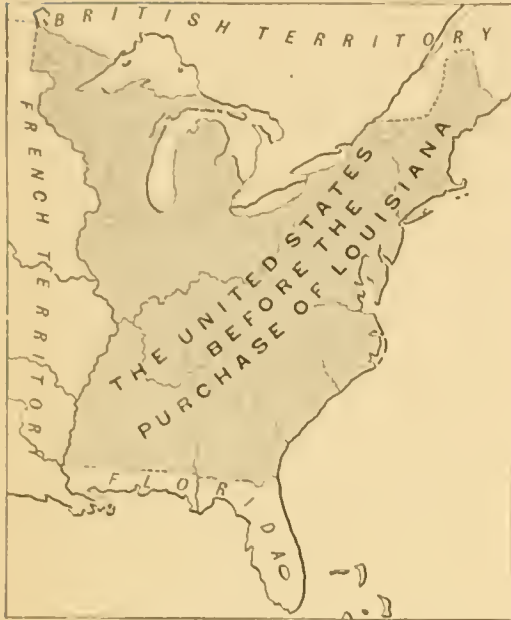 BRITISH TERRITORY
FRENCH TERRITORY
THE UNITED STATES
BEFORE THE
PURCHASE OF LOUISIANA
FLORIDA